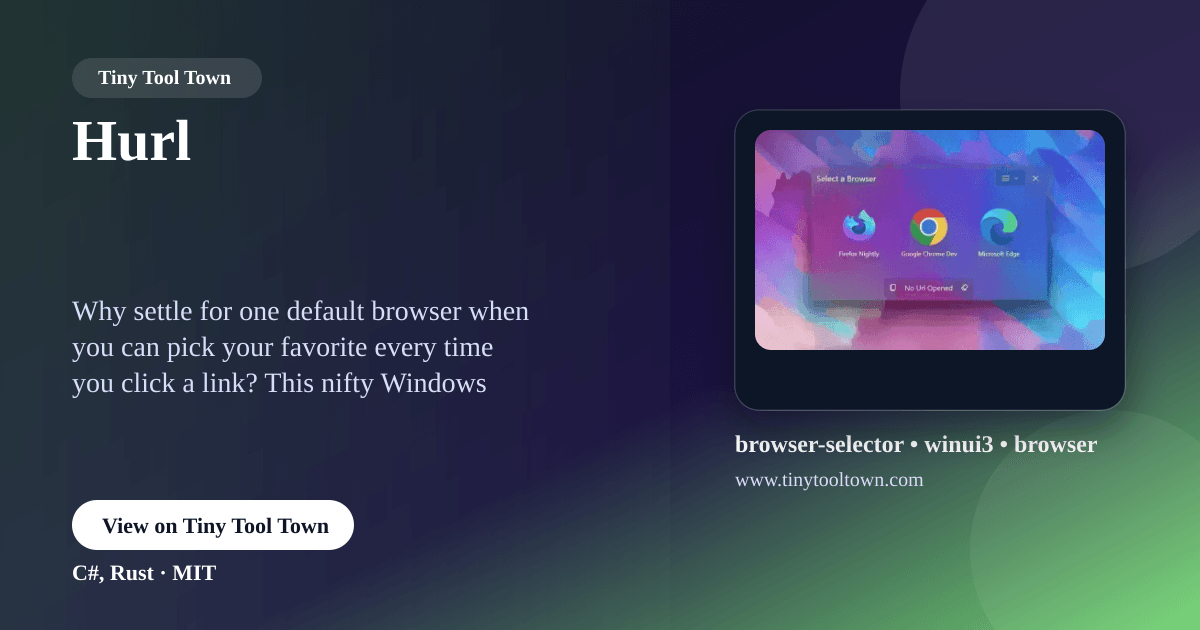 Tiny Tool Town
Hurl
Why settle for one default browser when
you can pick your favorite every time
you click a link? This nifty Windows
View on Tiny Tool Town
C#, Rust · MIT
Select a Browser
Firefox Nightly
Google Chrome Dev
Microsoft Edge
No Url Opened
browser-selector • winui3 • browser
www.tinytooltown.com